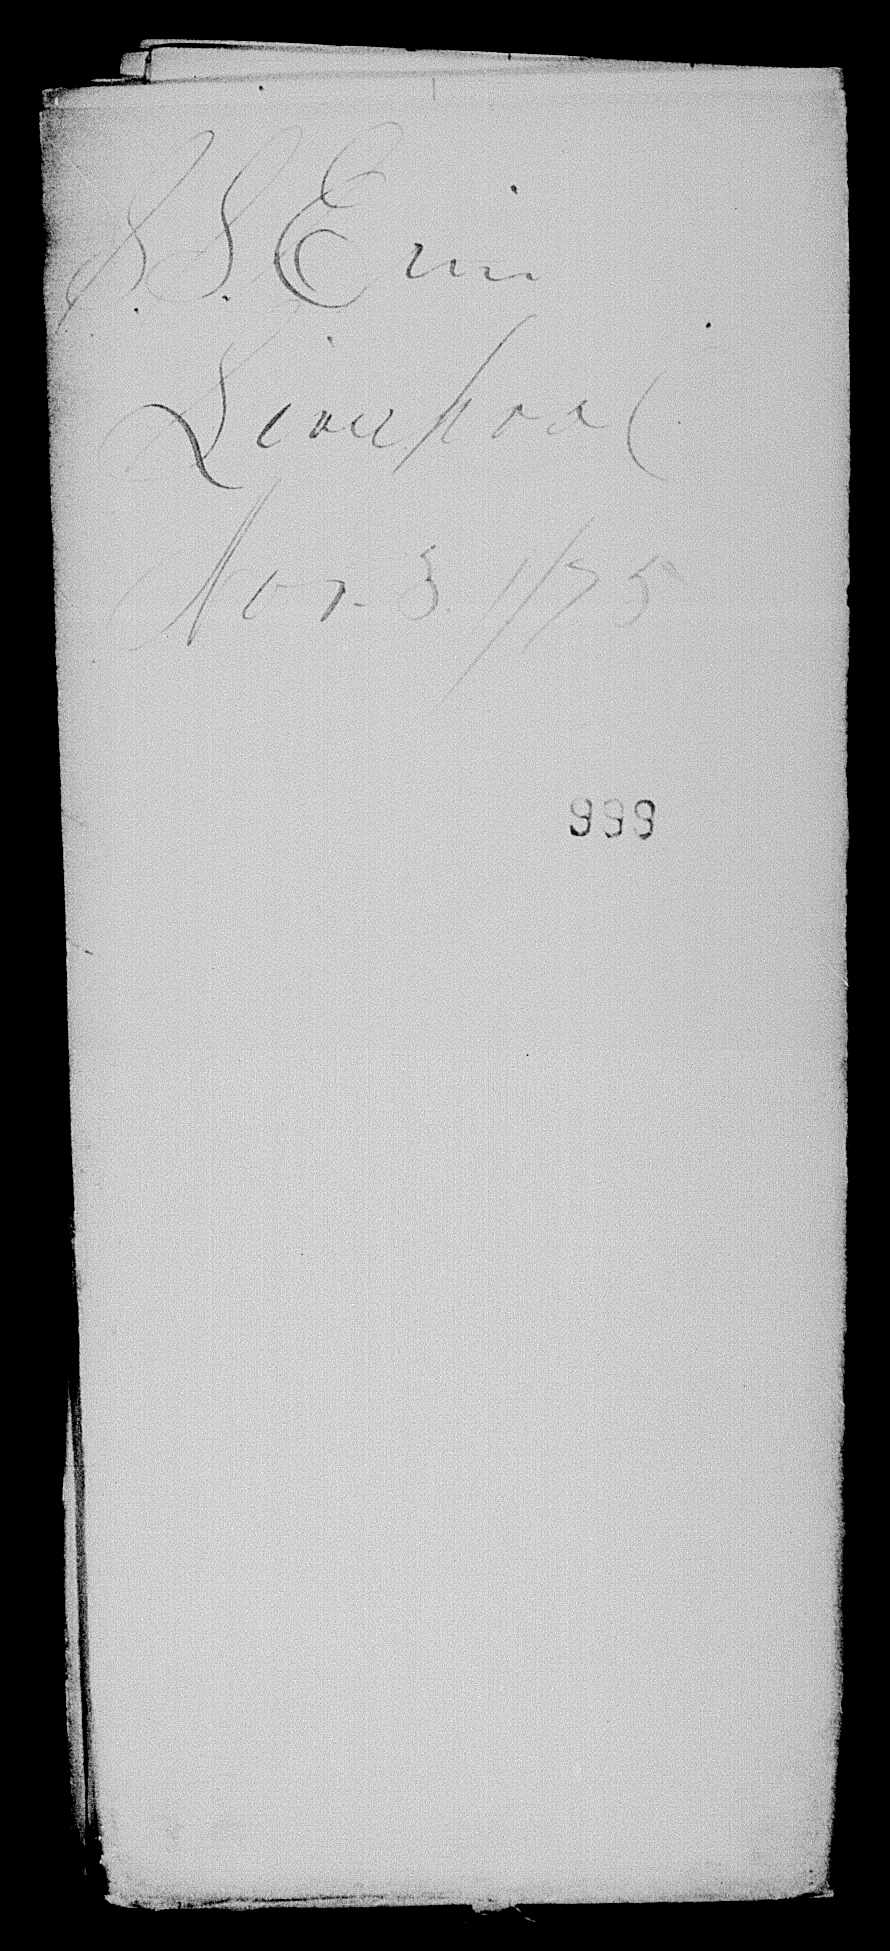 S. S. Erin
Liverpool
Nov. 3. 1/75
999